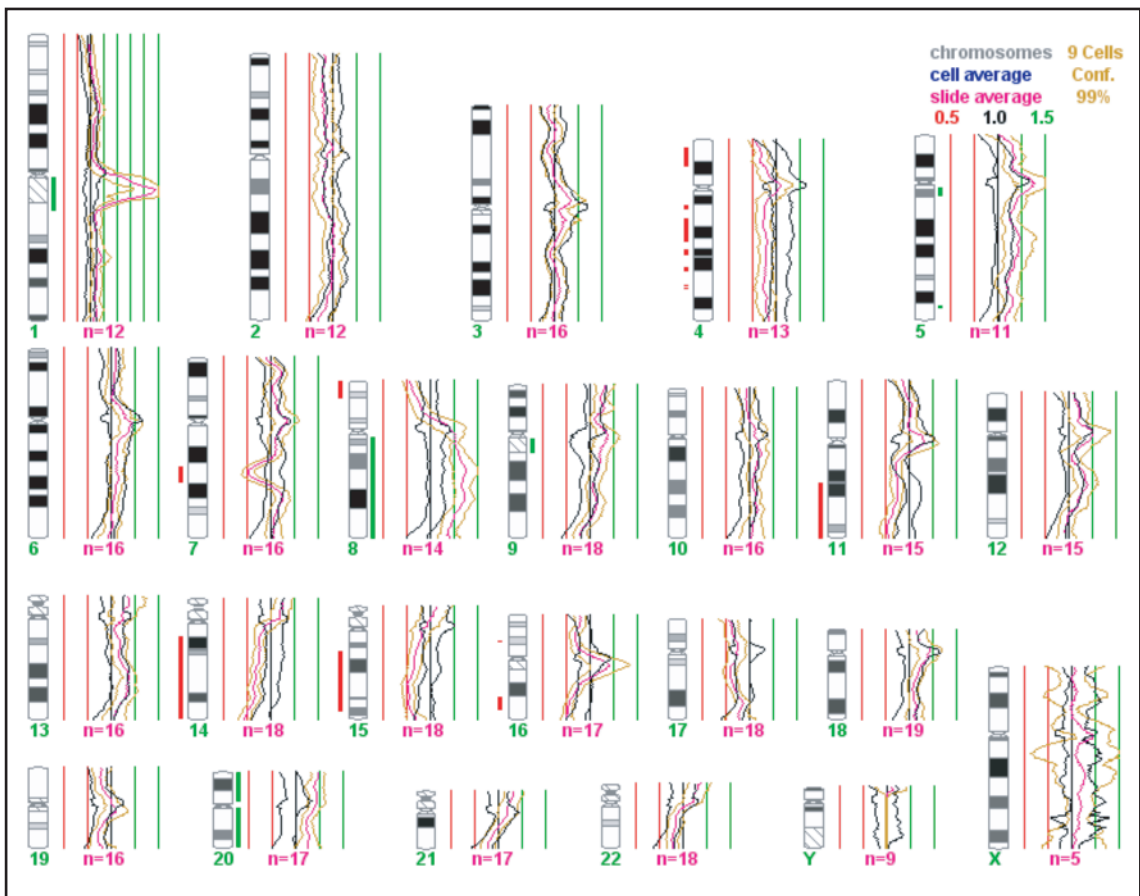 chromosomes 9 Cells
cell average Conf.
slide average 99%
0.5 1.0 1.5
1 n=12
2 n=12
3 n=16
4 n=13
5 n=11
6 n=16
7 n=16
8 n=14
9 n=18
10 n=16
11 n=15
12 n=15
13 n=16
14 n=18
15 n=18
16 n=17
17 n=18
18 n=19
19 n=16
20 n=17
21 n=17
22 n=18
Y n=9
X n=5